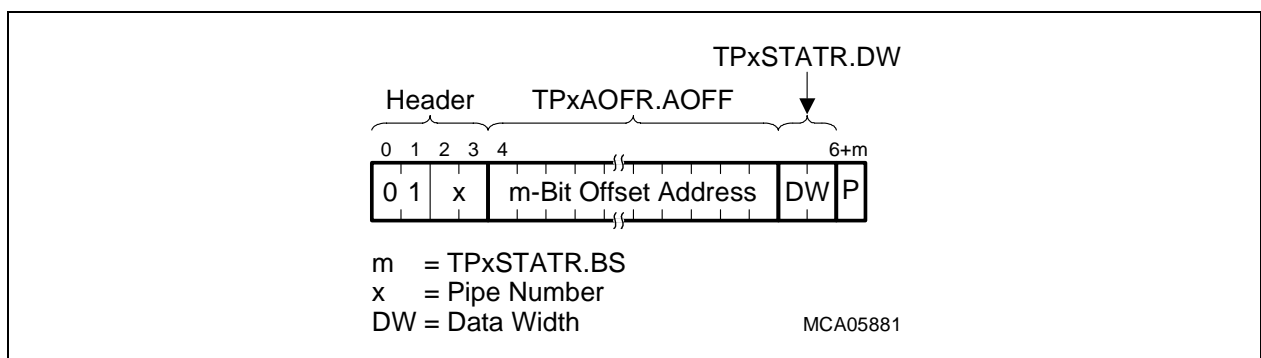 TPxSTATR.DW
Header TPxAOFR.AOFF
0 1 2 3 4 6+m
0 1 x m-Bit Offset Address DW P
m = TPxSTATR.BS
x = Pipe Number
DW = Data Width MCA05881